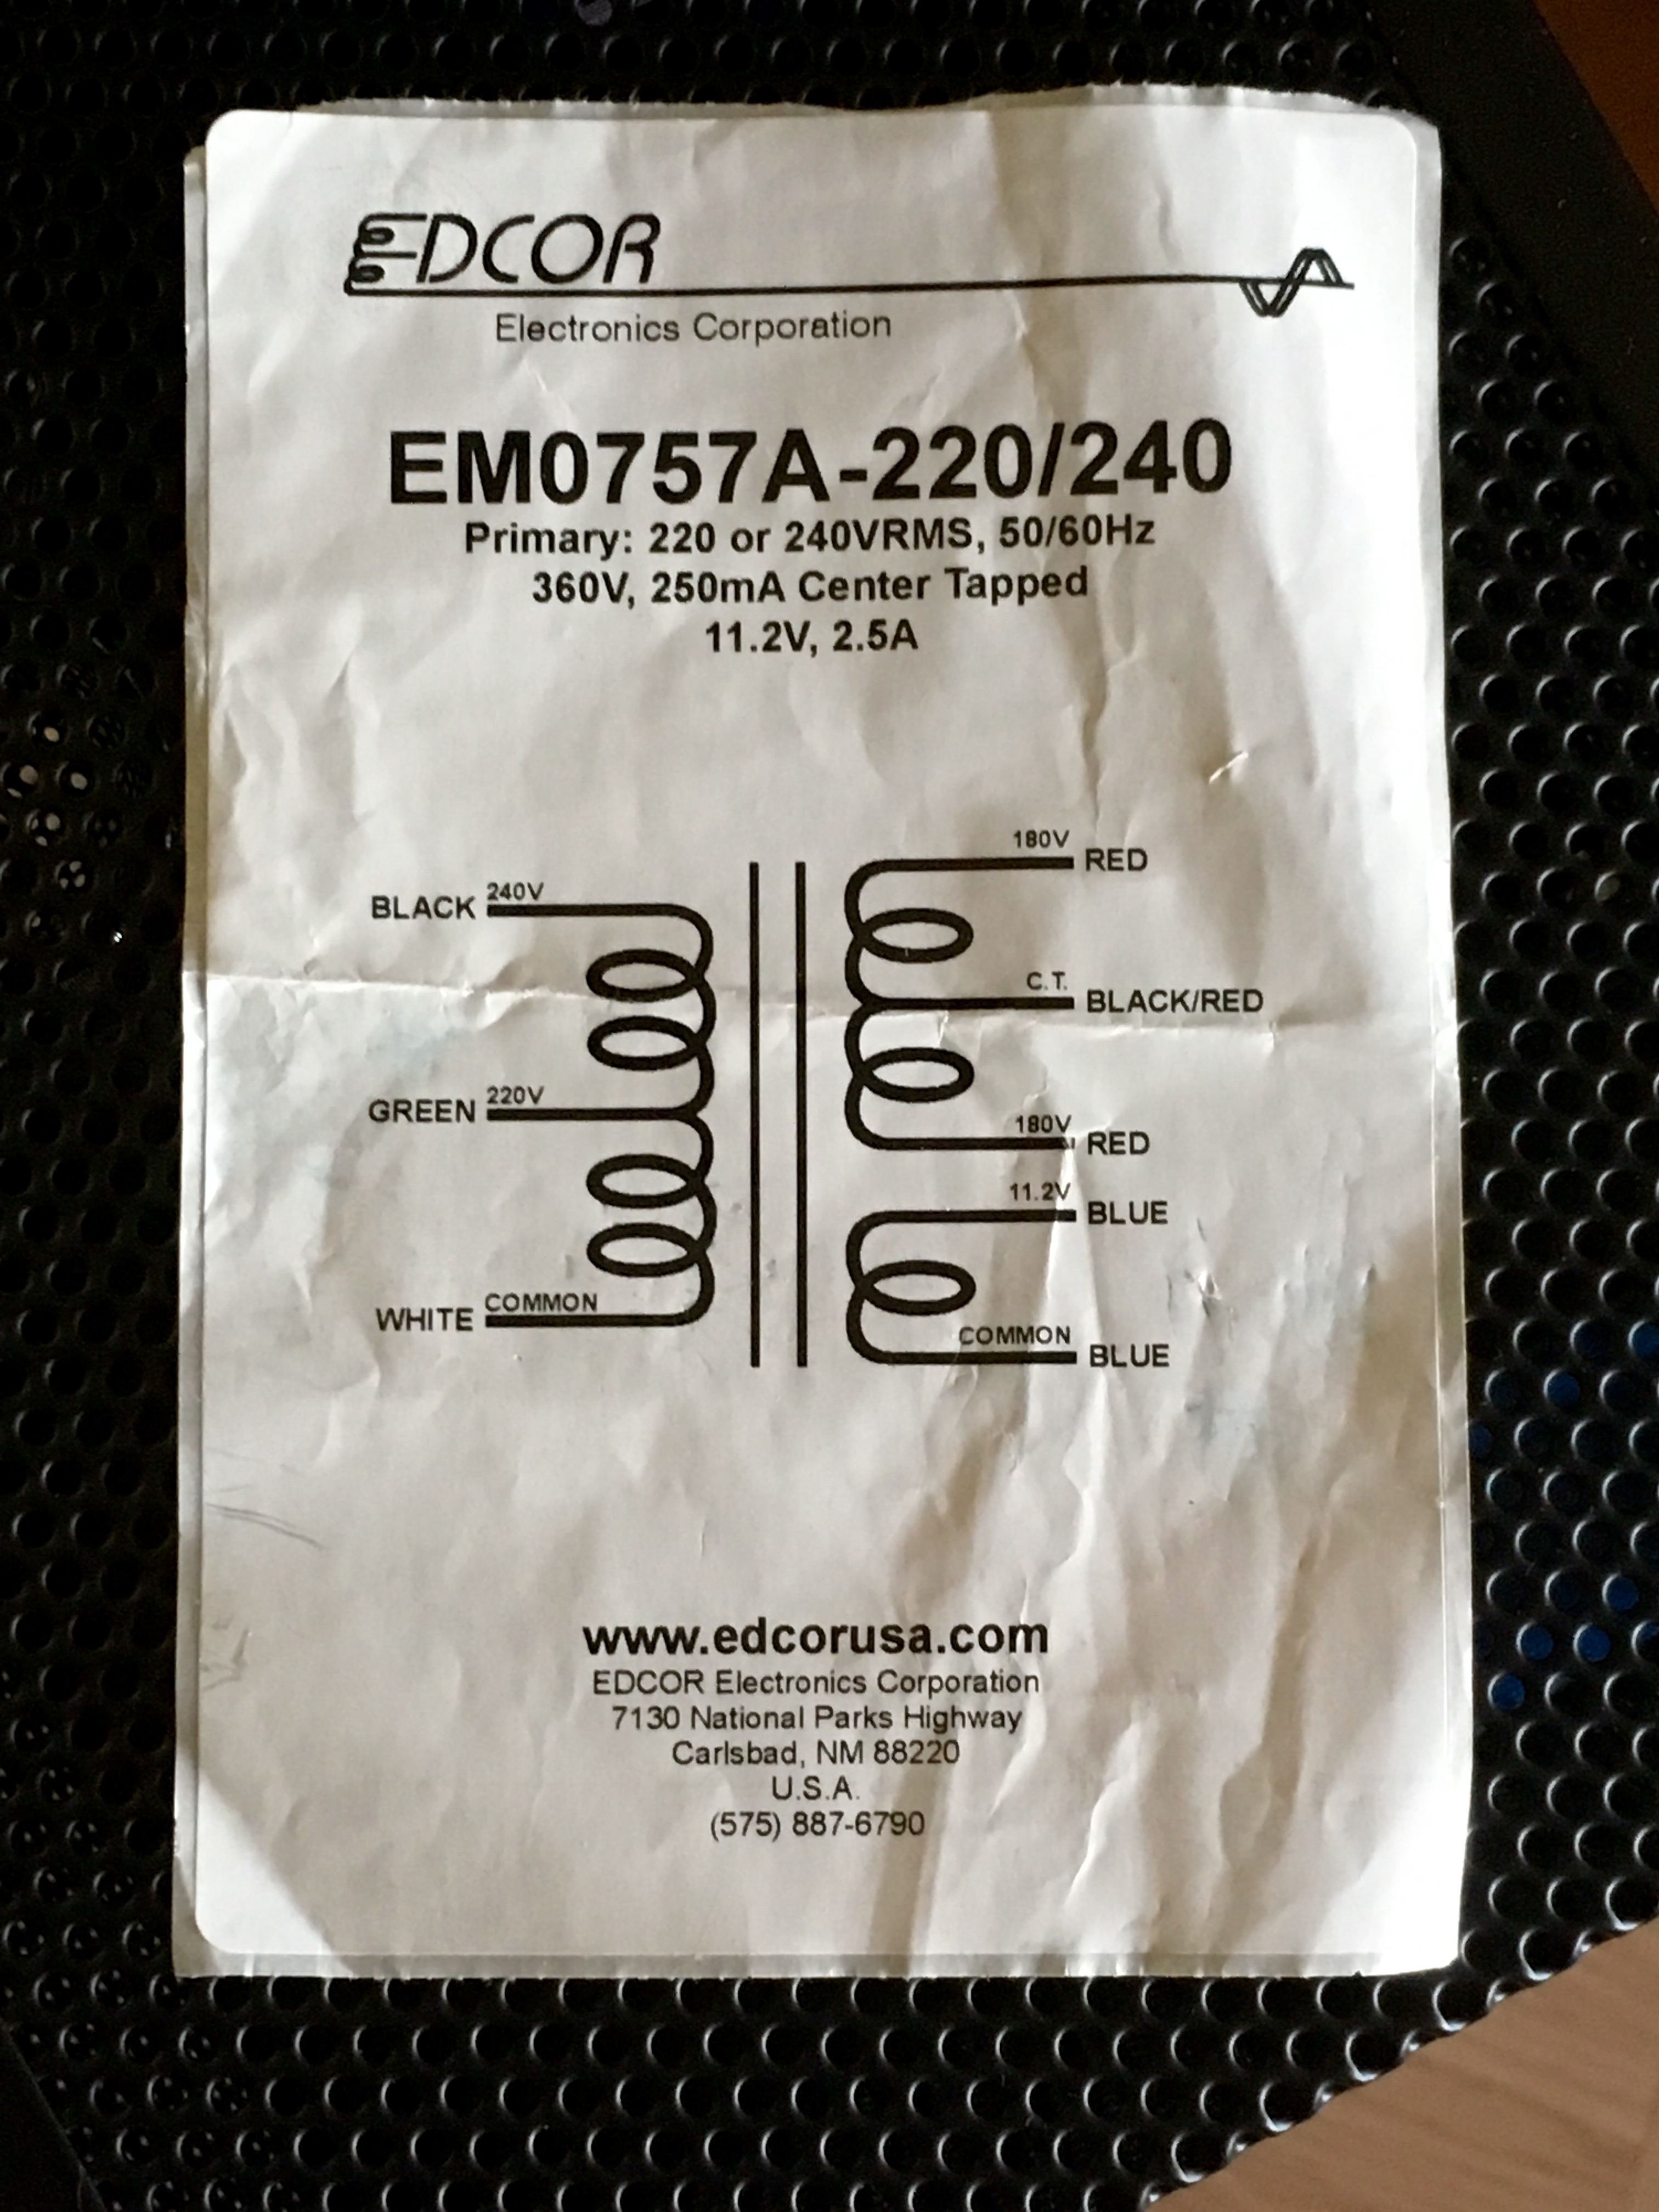 EDCOR
Electronics Corporation
EM0757A-220/240
Primary: 220 or 240VRMS, 50/60Hz
360V, 250mA Center Tapped
11.2V, 2.5A
180V
RED
240V
BLACK
C.T.
BLACK/RED
220V
GREEN
180V
RED
11.2V
BLUE
COMMON
WHITE
COMMON
BLUE
www.edcorusa.com
EDCOR Electronics Corporation
7130 National Parks Highway
Carlsbad, NM 88220
U.S.A.
(575) 887-6790